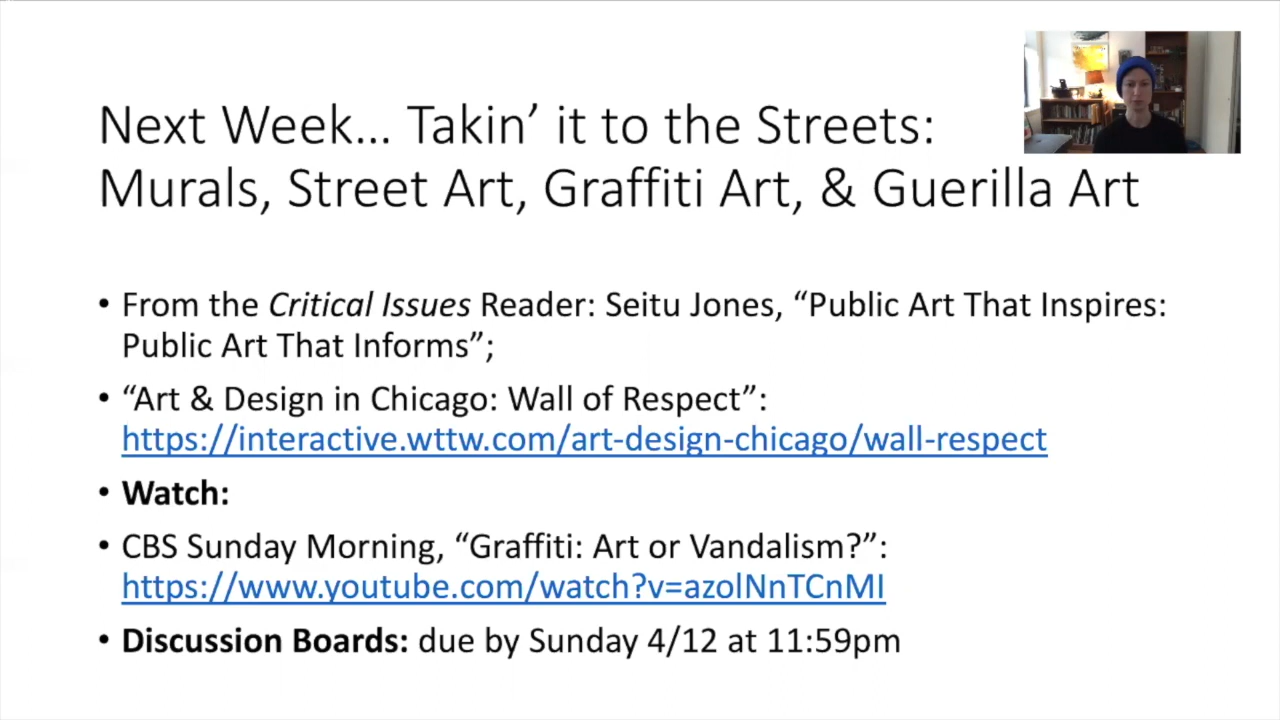 Next Week… Takin’ it to the Streets:
Murals, Street Art, Graffiti Art, & Guerilla Art
• From the Critical Issues Reader: Seitu Jones, “Public Art That Inspires:
Public Art That Informs”;
• “Art & Design in Chicago: Wall of Respect”:
https://interactive.wttw.com/art-design-chicago/wall-respect
• Watch:
• CBS Sunday Morning, “Graffiti: Art or Vandalism?”:
https://www.youtube.com/watch?v=azolNnTCnMI
• Discussion Boards: due by Sunday 4/12 at 11:59pm